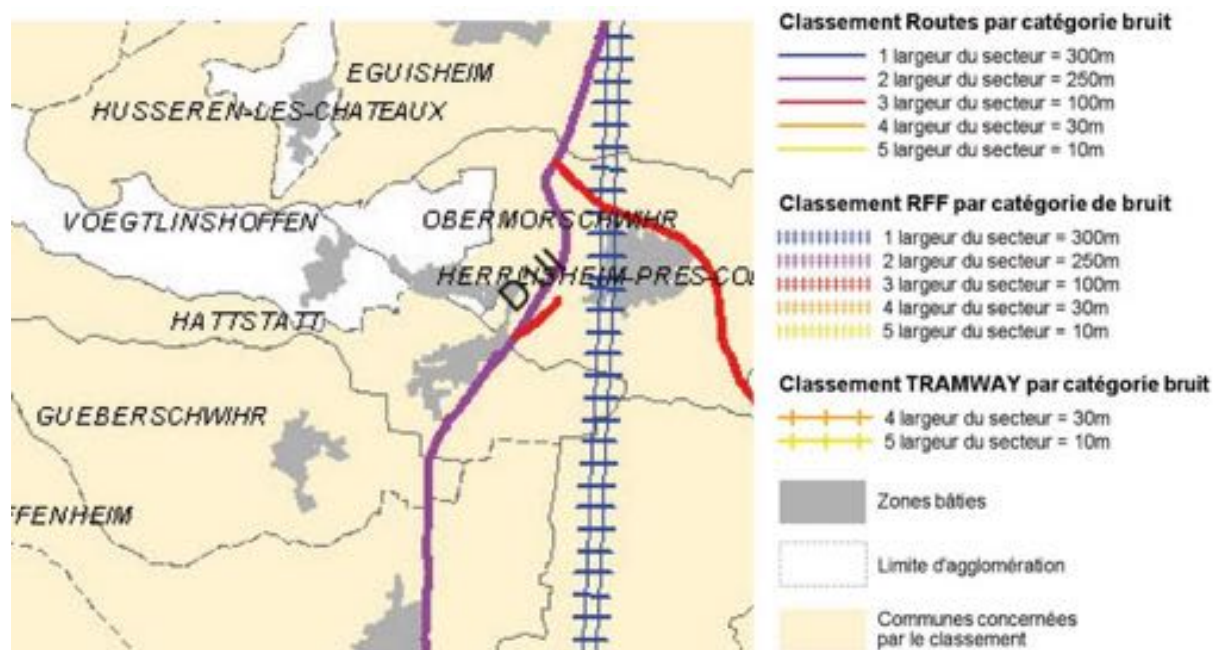 EGUISHEIM
HUSSEREN-LES-CHATEAUX
VOEGTLINSHOFFEN
OBERMORSCHWIHR
HERRLISHEIM-PRES-COL
HATTSTATT
GUEBERSCHWIHR
FFENHEIM
Classement Routes par catégorie bruit
1 largeur du secteur = 300m
2 largeur du secteur = 250m
3 largeur du secteur = 100m
4 largeur du secteur = 30m
5 largeur du secteur = 10m
Classement RFF par catégorie de bruit
1 largeur du secteur = 300m
2 largeur du secteur = 250m
3 largeur du secteur = 100m
4 largeur du secteur = 30m
5 largeur du secteur = 10m
Classement TRAMWAY par catégorie bruit
4 largeur du secteur = 30m
5 largeur du secteur = 10m
Zones bâties
Limite d'agglomération
Communes concernées
par le classement